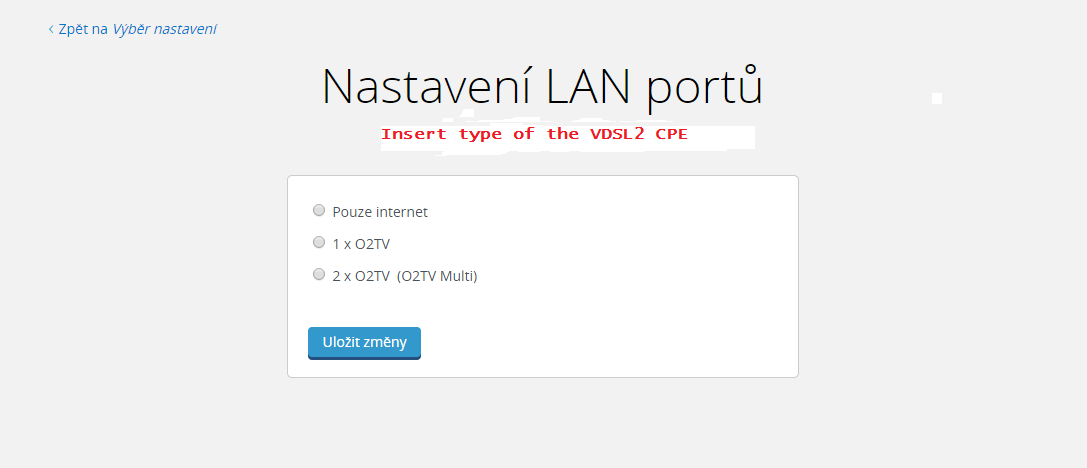 ‹ Zpět na Výběr nastavení
Nastavení LAN portů
Insert type of the VDSL2 CPE
Pouze internet
1 x O2TV
2 x O2TV (O2TV Multi)
Uložit změny